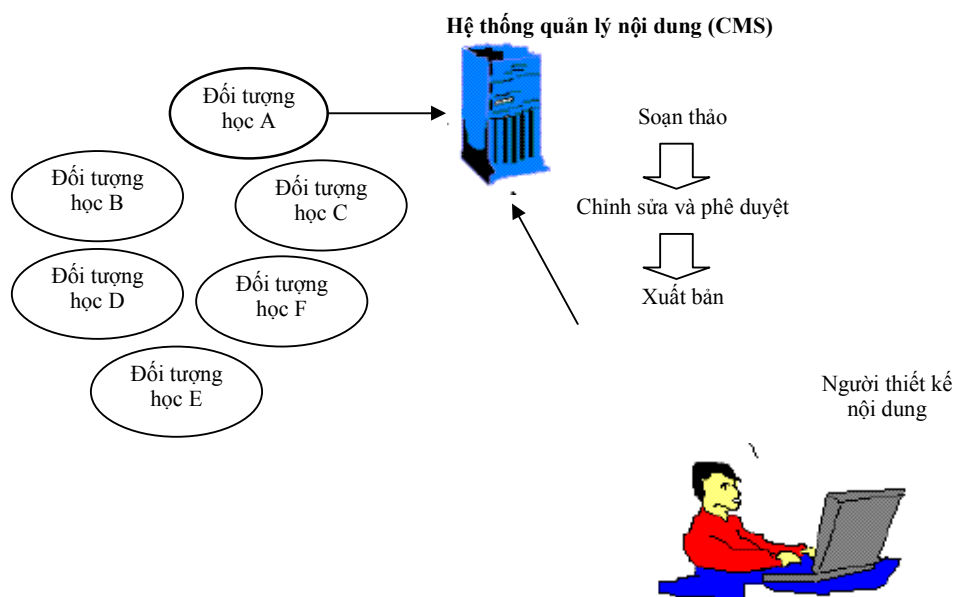 Hệ thống quản lý nội dung (CMS)
Đối tượng
học A
Soạn thảo
Đối tượng
học B
Đối tượng
học C
Chỉnh sửa và phê duyệt
Đối tượng
học D
Đối tượng
học F
Xuất bản
Đối tượng
học E
Người thiết kế
nội dung